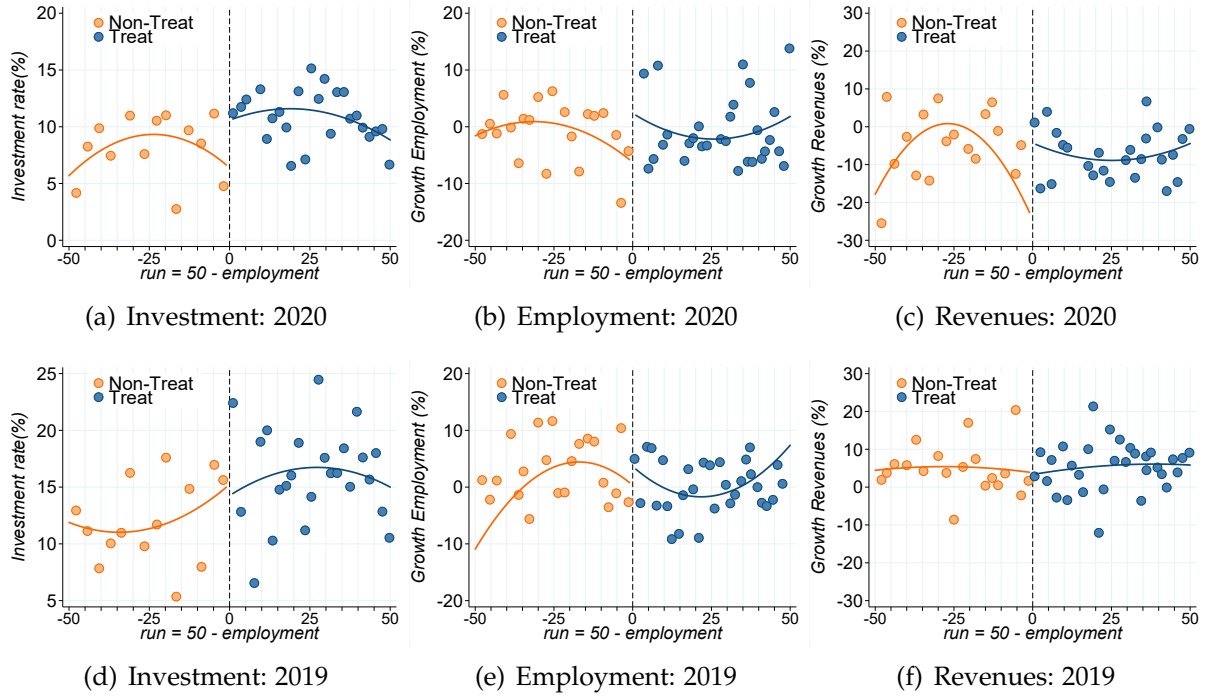 Non-Treat
Treat
Investment rate(%)
15
10
5
0
-50
-25
0
25
50
run = 50 - employment
(a) Investment: 2020
Non-Treat
Treat
Growth Employment (%)
20
10
0
-10
-20
-50
-25
0
25
50
run = 50 - employment
(b) Employment: 2020
Non-Treat
Treat
Growth Revenues (%)
30
20
10
0
-10
-20
-30
-50
-25
0
25
50
run = 50 - employment
(c) Revenues: 2020
Non-Treat
Treat
Investment rate(%)
25
20
15
10
5
-50
-25
0
25
50
run = 50 - employment
(d) Investment: 2019
Non-Treat
Treat
Growth Employment (%)
20
10
0
-10
-20
-50
-25
0
25
50
run = 50 - employment
(e) Employment: 2019
Non-Treat
Treat
Growth Revenues (%)
30
20
10
0
-10
-20
-30
-50
-25
0
25
50
run = 50 - employment
(f) Revenues: 2019